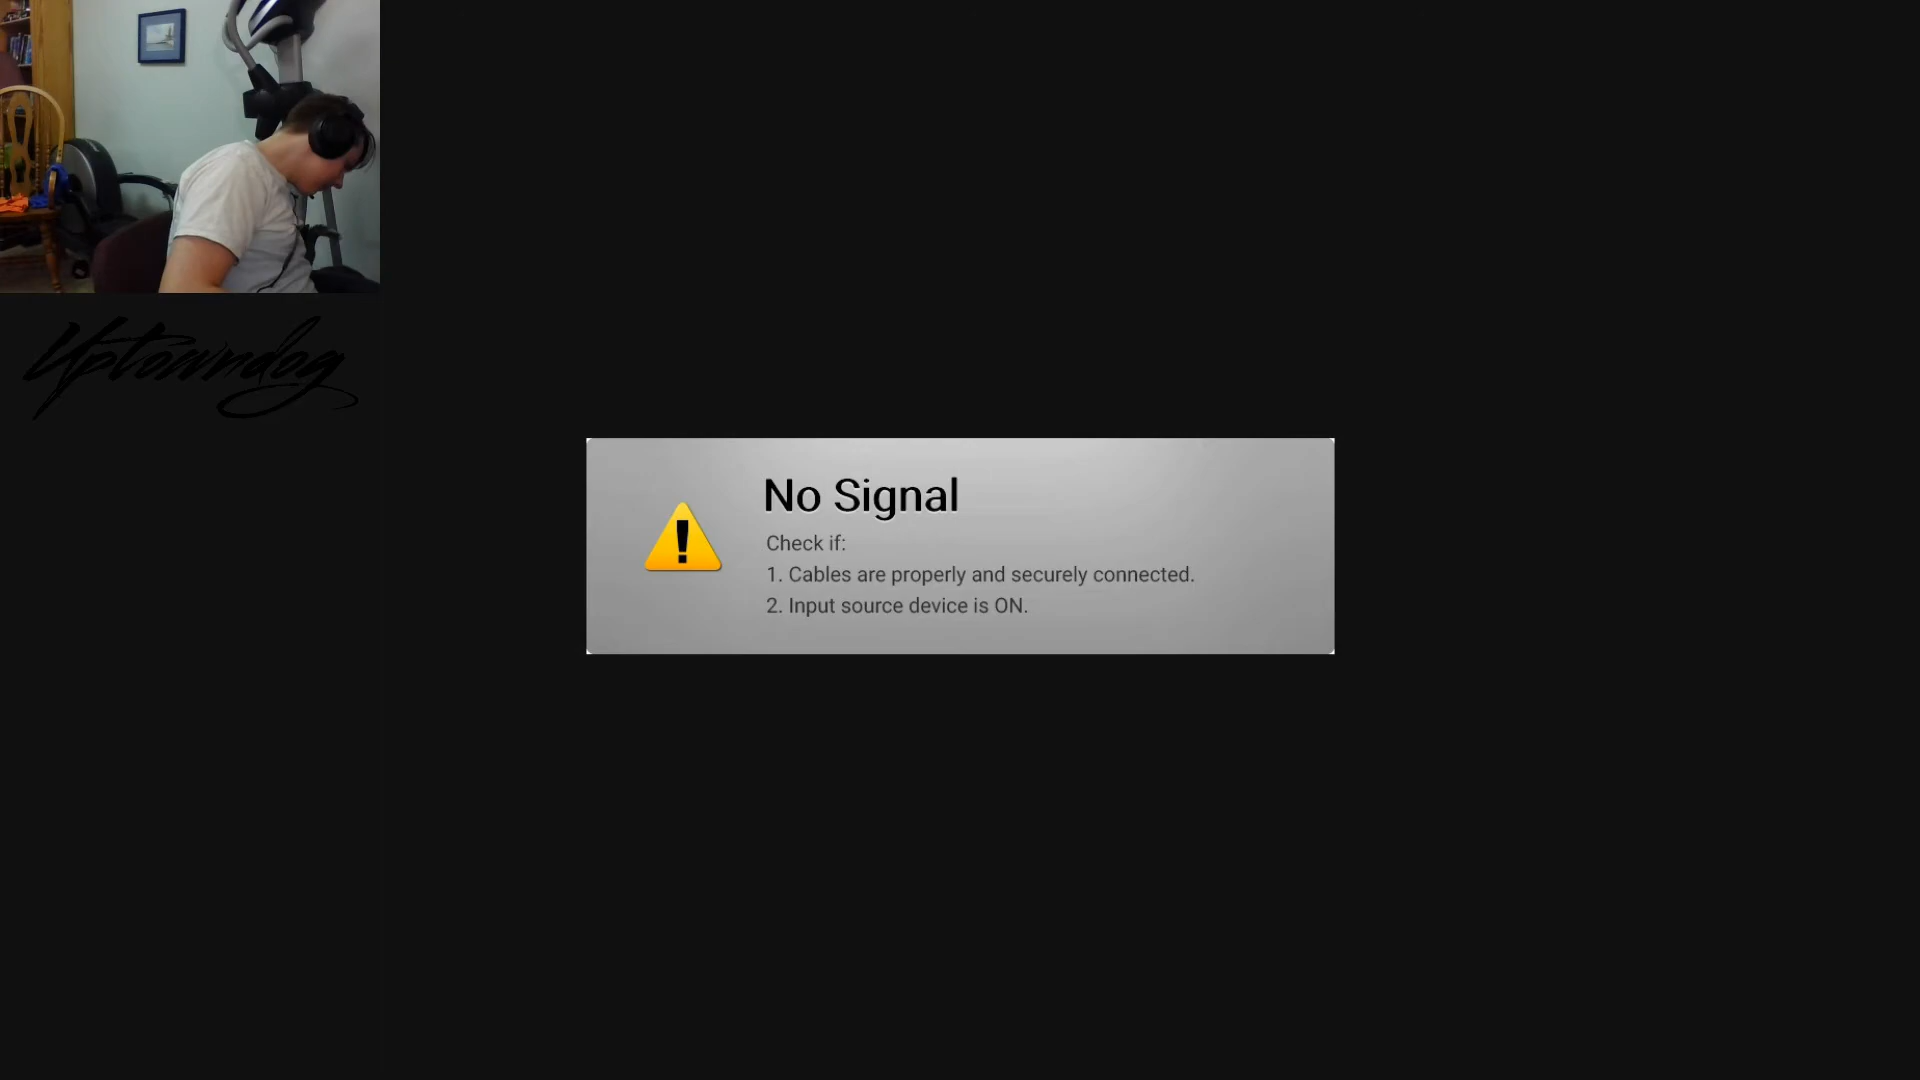 Uptowndog
No Signal
Check if:
1. Cables are properly and securely connected.
2. Input source device is ON.